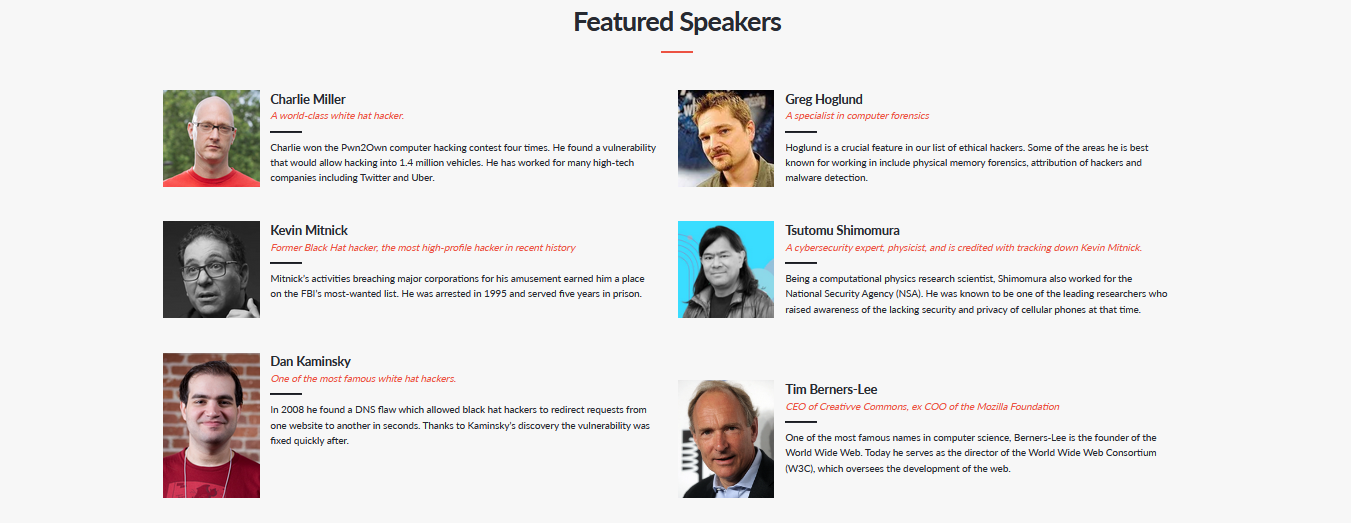 Featured Speakers
Charlie Miller
A world-class white hat hacker.
Charlie won the Pwn2Own computer hacking contest four times. He found a vulnerability
that would allow hacking into 1.4 million vehicles. He has worked for many high-tech
companies including Twitter and Uber.
Greg Hoglund
A specialist in computer forensics
Hoglund is a crucial feature in our list of ethical hackers. Some of the areas he is best
known for working in include physical memory forensics, attribution of hackers and
malware detection.
Kevin Mitnick
Former Black Hat hacker, the most high-profile hacker in recent history
Mitnick's activities breaching major corporations for his amusement earned him a place
on the FBI's most-wanted list. He was arrested in 1995 and served five years in prison.
Tsutomu Shimomura
A cybersecurity expert, physicist, and is credited with tracking down Kevin Mitnick.
Being a computational physics research scientist, Shimomura also worked for the
National Security Agency (NSA). He was known to be one of the leading researchers who
raised awareness of the lacking security and privacy of cellular phones at that time.
Dan Kaminsky
One of the most famous white hat hackers.
In 2008 he found a DNS flaw which allowed black hat hackers to redirect requests from
one website to another in seconds. Thanks to Kaminsky's discovery the vulnerability was
fixed quickly after.
Tim Berners-Lee
CEO of Creativve Commons, ex COO of the Mozilla Foundation
One of the most famous names in computer science, Berners-Lee is the founder of the
World Wide Web. Today he serves as the director of the World Wide Web Consortium
(W3C), which oversees the development of the web.